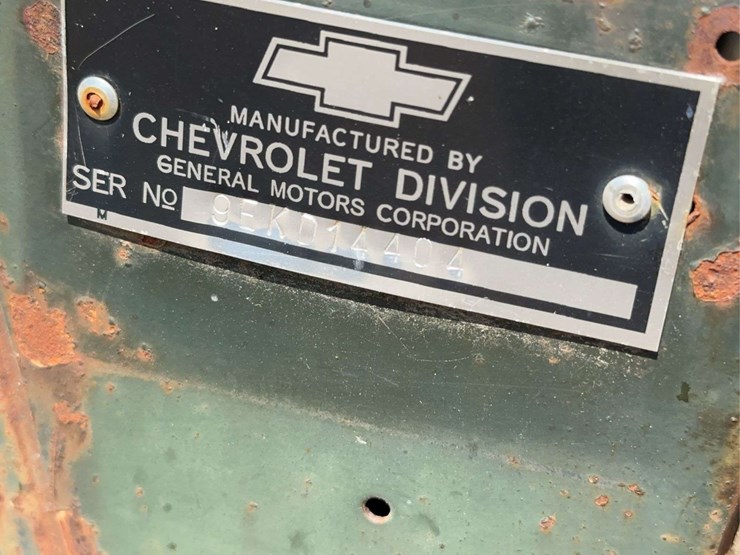 MANUFACTURED BY
CHEVROLET DIVISION
GENERAL MOTORS CORPORATION
SER No 9EKD14404
M